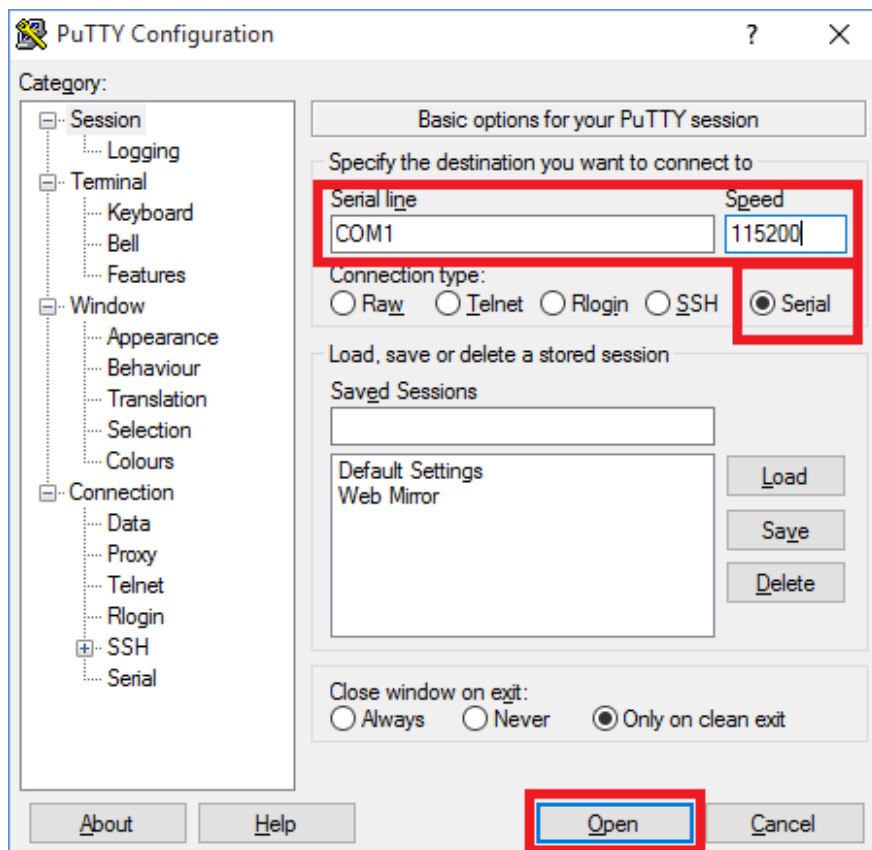 PuTTY Configuration
? X
Category:
Session
Logging
Terminal
Keyboard
Bell
Features
Window
Appearance
Behaviour
Translation
Selection
Colours
Connection
Data
Proxy
Telnet
Rlogin
SSH
Serial
Basic options for your PuTTY session
Specify the destination you want to connect to
Serial line Speed
COM1 115200
Connection type:
Raw Telnet Rlogin SSH Serial
Load, save or delete a stored session
Saved Sessions
Default Settings
Web Mirror
Load
Save
Delete
Close window on exit:
Always Never Only on clean exit
About Help Open Cancel